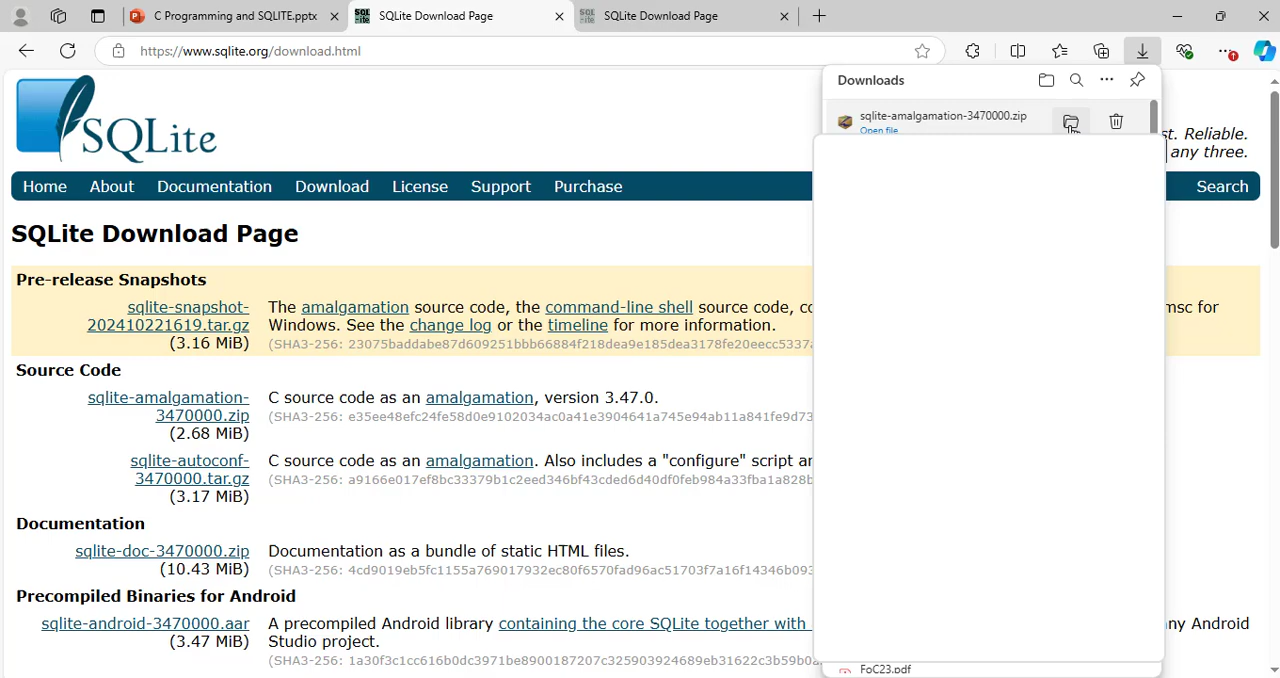 C Programming and SQLITE.pptx
SQLite Download Page
SQLite Download Page
https://www.sqlite.org/download.html
Downloads
sqlite-amalgamation-3470000.zip
Open file
SQLite
st. Reliable.
any three.
Home About Documentation Download License Support Purchase Search
SQLite Download Page
Pre-release Snapshots
sqlite-snapshot-
202410221619.tar.gz
(3.16 MiB)
The amalgamation source code, the command-line shell source code, cc msc for
Windows. See the change log or the timeline for more information.
(SHA3-256: 23075baddabe87d609251bbb66884f218dea9e185dea3178fe20eecc5337a
Source Code
sqlite-amalgamation-
3470000.zip
(2.68 MiB)
C source code as an amalgamation, version 3.47.0.
(SHA3-256: e35ee48efc24fe58d0e9102034ac0a41e3904641a745e94ab11a841fe9d73
sqlite-autoconf-
3470000.tar.gz
(3.17 MiB)
C source code as an amalgamation. Also includes a "configure" script an
(SHA3-256: a9166e017ef8bc33379b1c2eed346bf43cded6d40df0feb984a33fba1a828b
Documentation
sqlite-doc-3470000.zip
(10.43 MiB)
Documentation as a bundle of static HTML files.
(SHA3-256: 4cd9019eb5fc1155a769017932ec80f6570fad96ac51703f7a16f14346b093
Precompiled Binaries for Android
sqlite-android-3470000.aar
(3.47 MiB)
A precompiled Android library containing the core SQLite together with ny Android
Studio project.
(SHA3-256: 1a30f3c1cc616b0dc3971be8900187207c325903924689eb31622c3b59b0a
FoC23.pdf